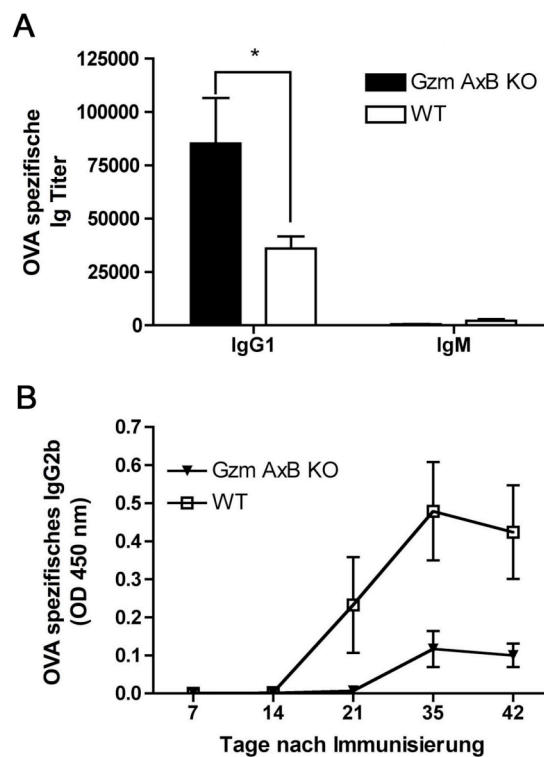 A
*
Gzm AxB KO
WT
OVA spezifische
Ig Titer
125000
100000
75000
50000
25000
0
IgG1 IgM
B
Gzm AxB KO
WT
OVA spezifisches IgG2b
(OD 450 nm)
0.7
0.6
0.5
0.4
0.3
0.2
0.1
0.0
7 14 21 35 42
Tage nach Immunisierung